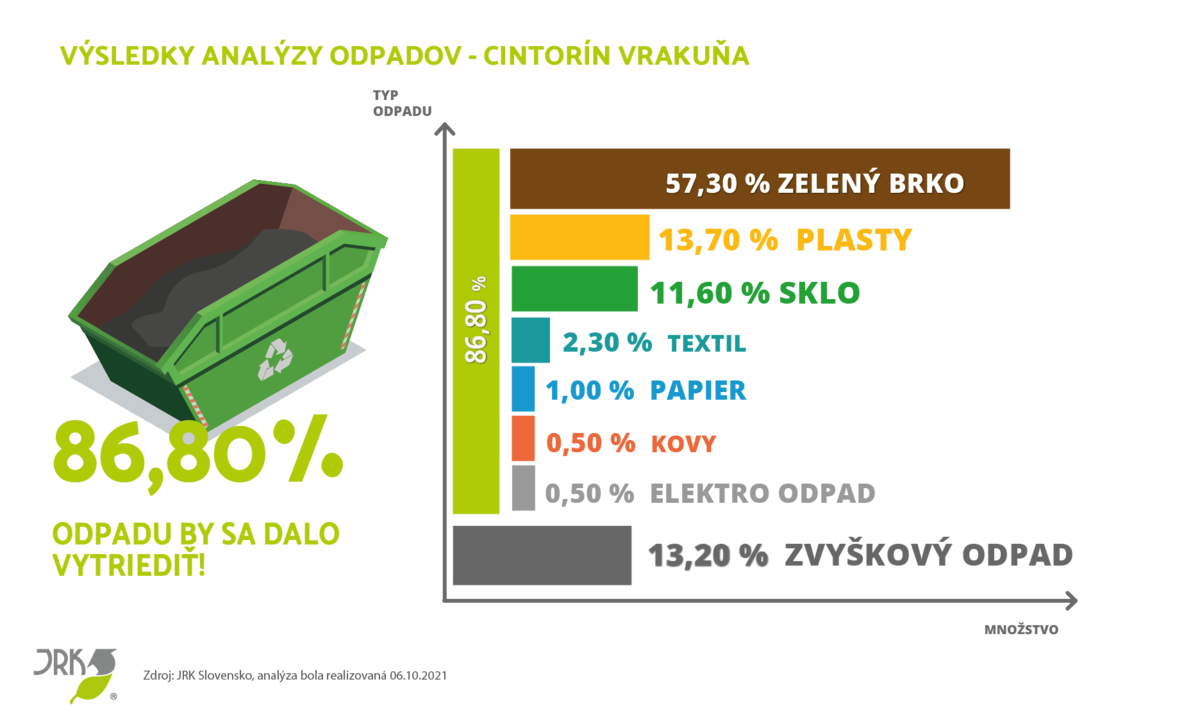 VÝSLEDKY ANALÝZY ODPADOV - CINTORÍN VRAKUŇA
TYP
ODPADU
86,80 %
57,30 % ZELENÝ BRKO
13,70 % PLASTY
11,60 % SKLO
2,30 % TEXTIL
1,00 % PAPIER
0,50 % KOVY
0,50 % ELEKTRO ODPAD
13,20 % ZVYŠKOVÝ ODPAD
MNOŽSTVO
86,80%
ODPADU BY SA DALO
VYTRIEDIŤ!
JRK
®
Zdroj: JRK Slovensko, analýza bola realizovaná 06.10.2021